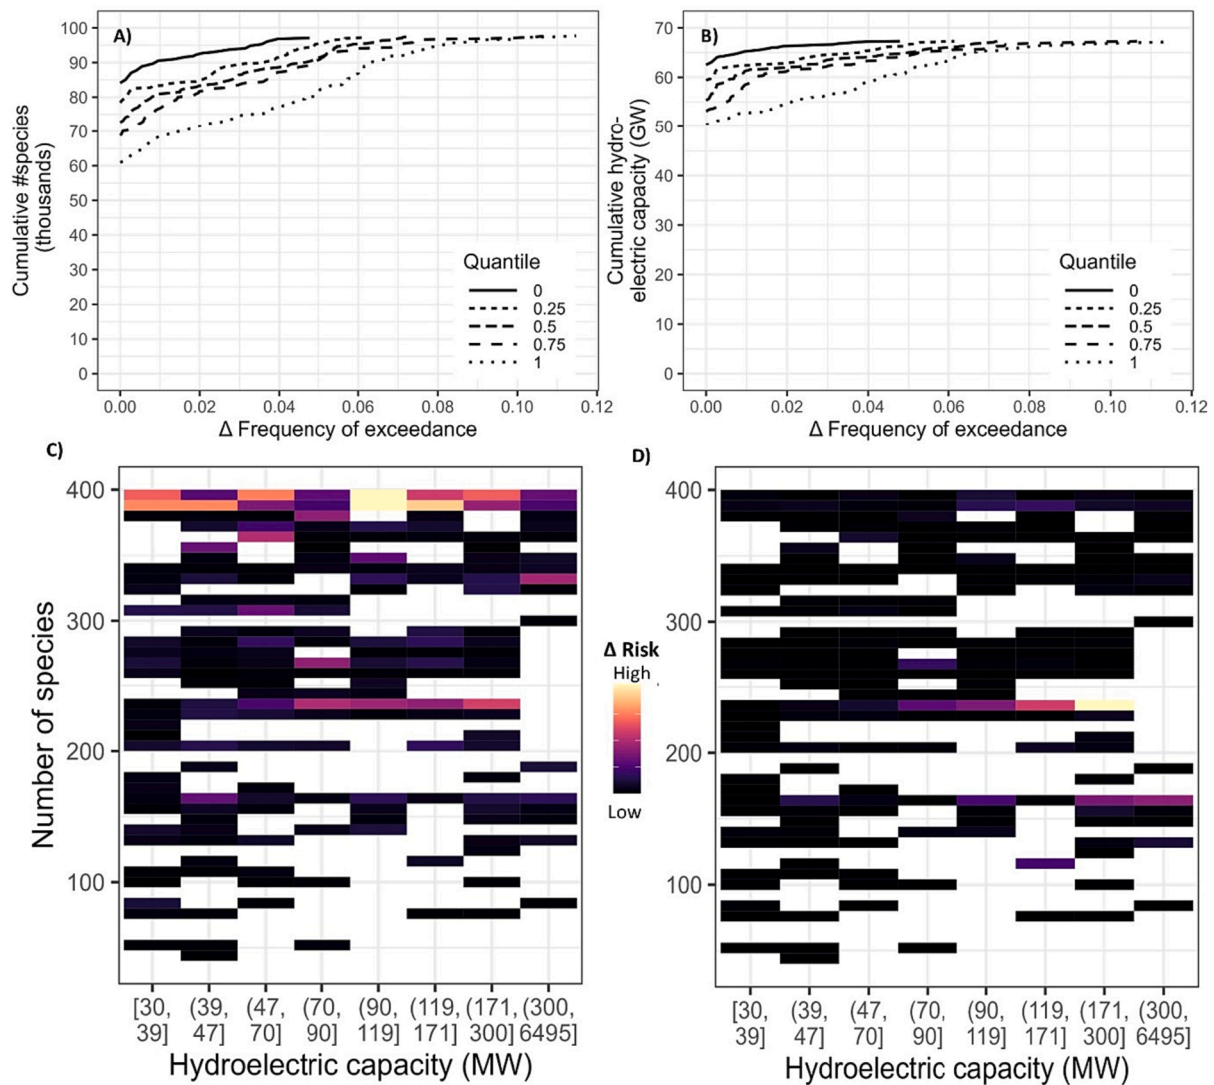 A)
100
90
80
70
60
50
40
30
20
10
0
Cumulative #species
(thousands)
Quantile
0
0.25
0.5
0.75
1
0.00 0.02 0.04 0.06 0.08 0.10 0.12
Δ Frequency of exceedance
B)
70
60
50
40
30
20
10
0
Cumulative hydro-
electric capacity (GW)
Quantile
0
0.25
0.5
0.75
1
0.00 0.02 0.04 0.06 0.08 0.10 0.12
Δ Frequency of exceedance
C)
400
300
200
100
Number of species
[30, (39, (47, (70, (90, (119, (171, (300,
39] 47] 70] 90] 119] 171] 300] 6495]
Hydroelectric capacity (MW)
Δ Risk
High
Low
D)
400
300
200
100
[30, (39, (47, (70, (90, (119, (171, (300,
39] 47] 70] 90] 119] 171] 300] 6495]
Hydroelectric capacity (MW)